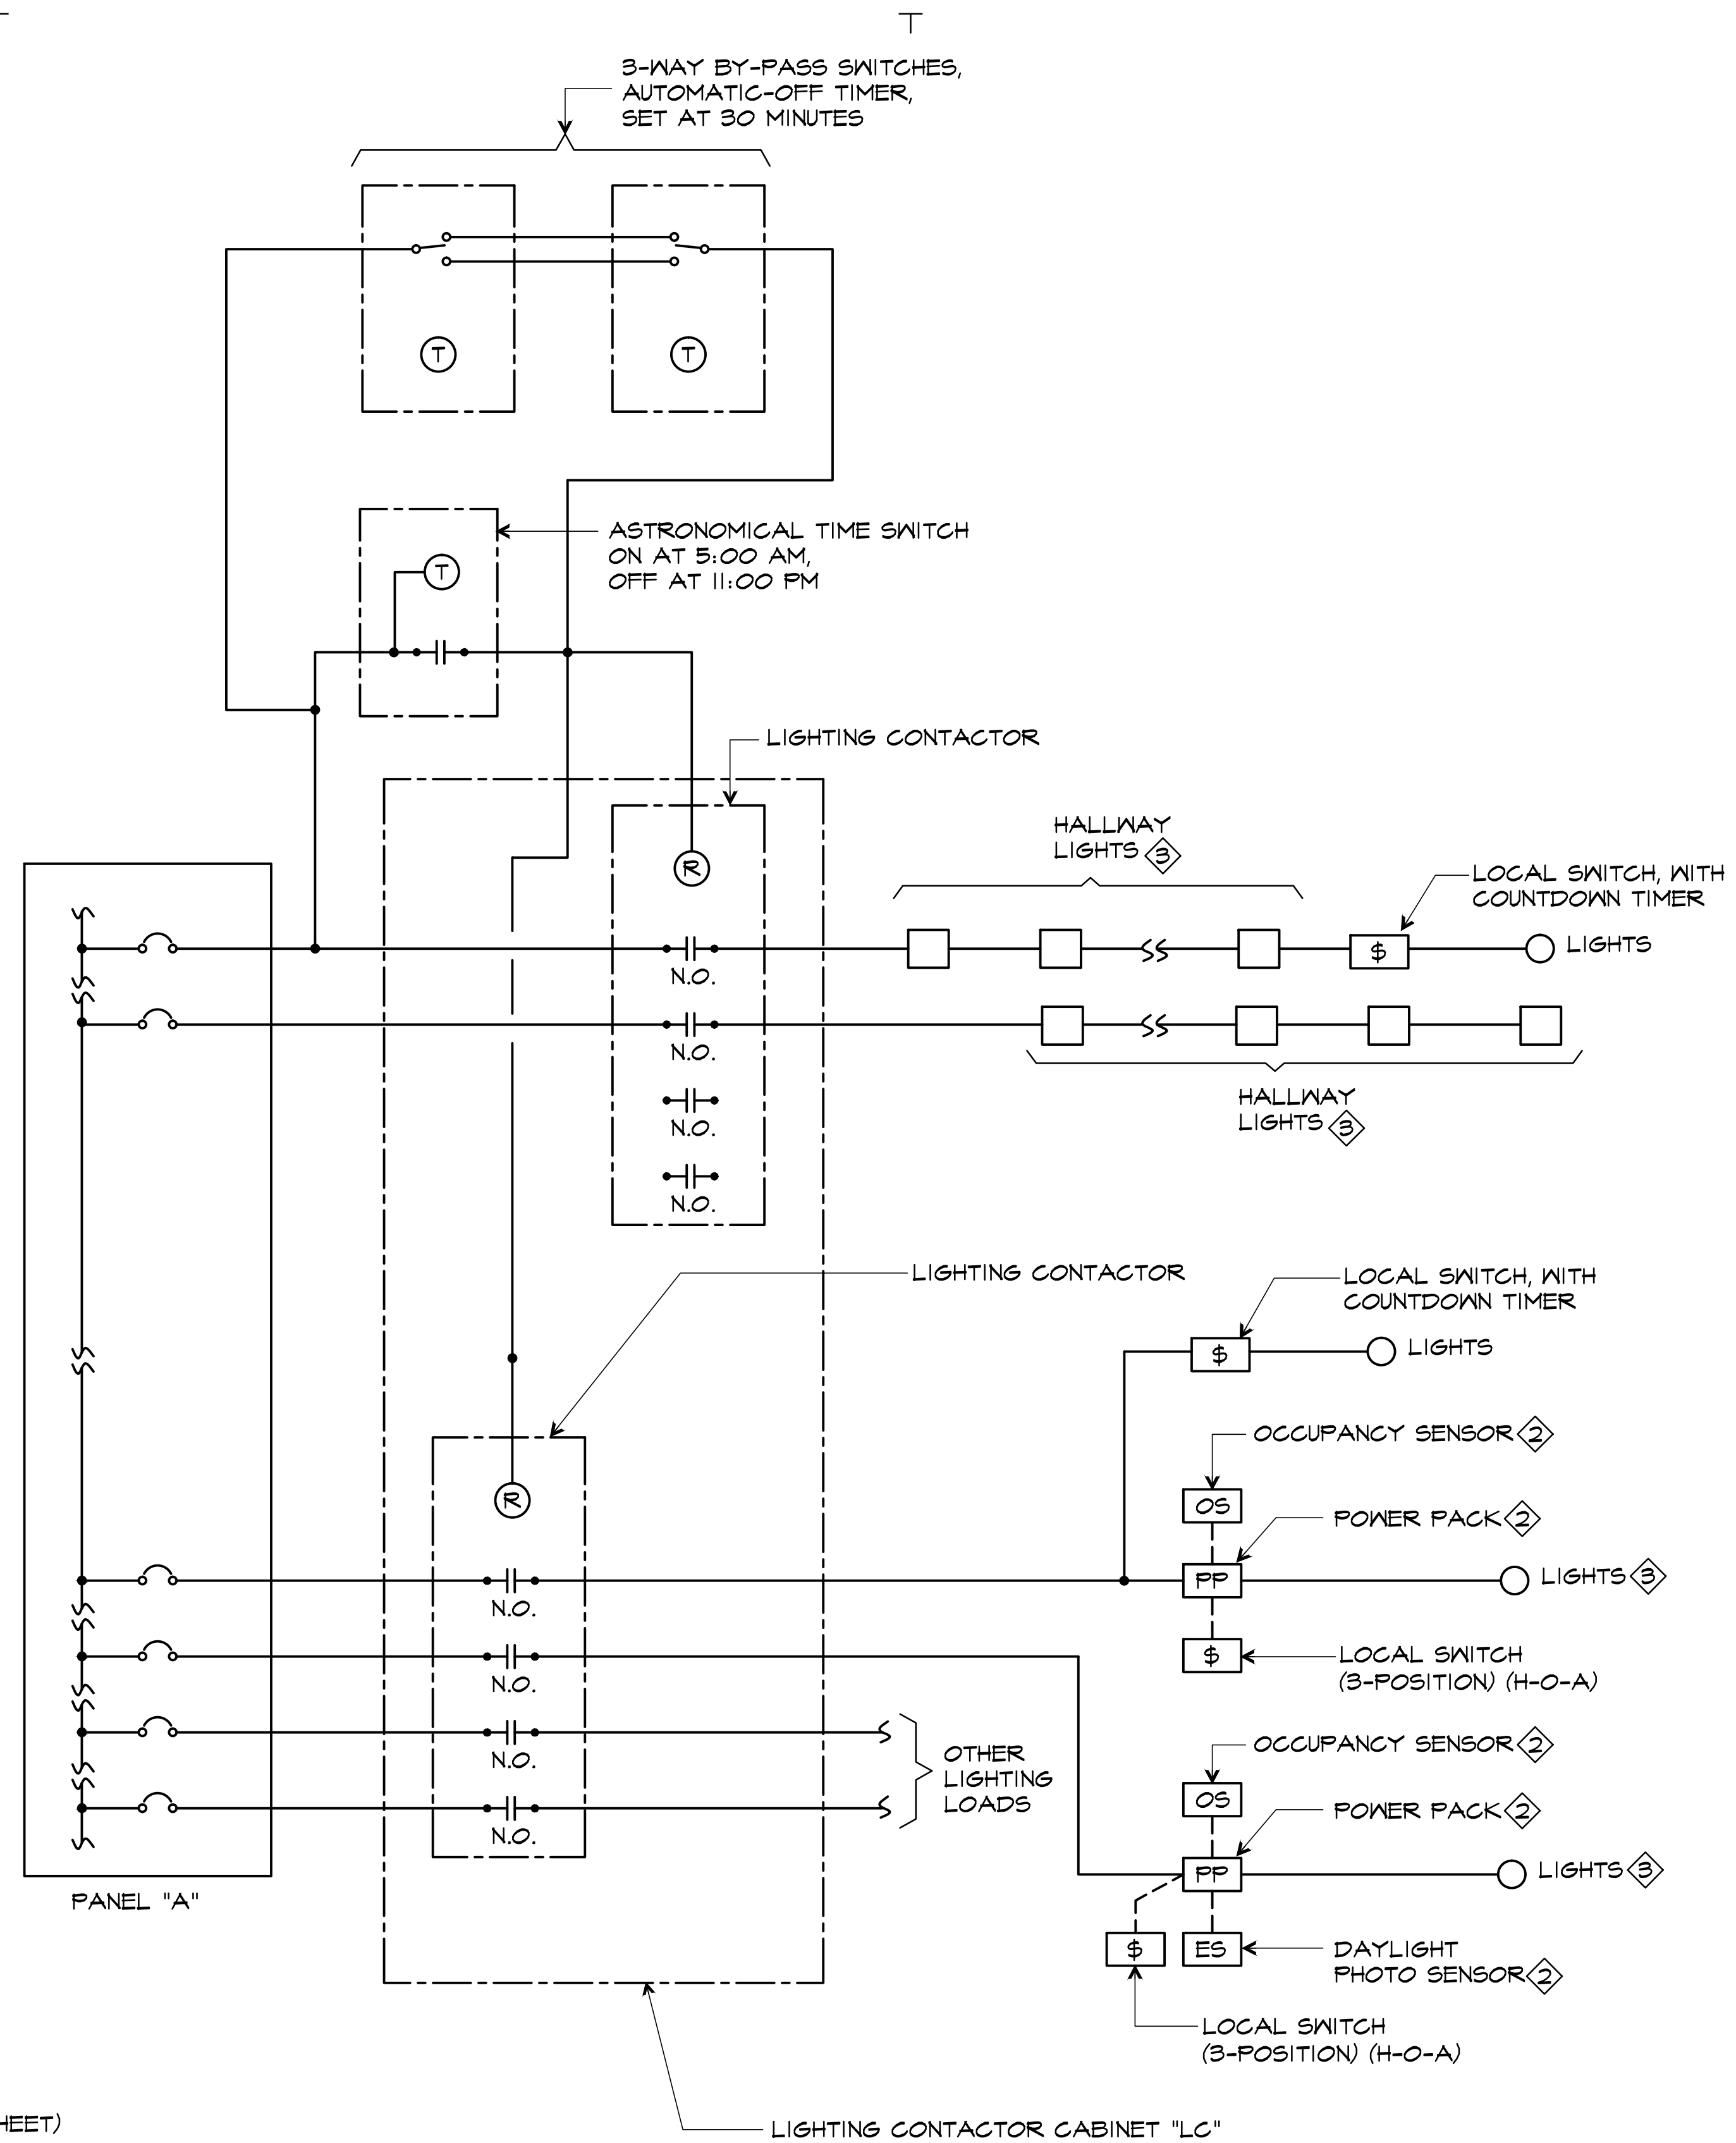 3-WAY BY-PASS SWITCHES,
AUTOMATIC-OFF TIMER,
SET AT 30 MINUTES
T
T
ASTRONOMICAL TIME SWITCH
ON AT 5:00 AM,
OFF AT 11:00 PM
T
LIGHTING CONTACTOR
R
HALLWAY
LIGHTS 3
LOCAL SWITCH, WITH
COUNTDOWN TIMER
$
LIGHTS
N.O.
N.O.
HALLWAY
LIGHTS 3
N.O.
N.O.
LIGHTING CONTACTOR
LOCAL SWITCH, WITH
COUNTDOWN TIMER
$
LIGHTS
OCCUPANCY SENSOR 2
R
OS
POWER PACK 2
PP
LIGHTS 3
N.O.
$
LOCAL SWITCH
(3-POSITION) (H-O-A)
N.O.
OCCUPANCY SENSOR 2
OTHER
LIGHTING
LOADS
N.O.
OS
POWER PACK 2
N.O.
PP
LIGHTS 3
PANEL "A"
$
ES
DAYLIGHT
PHOTO SENSOR 2
LOCAL SWITCH
(3-POSITION) (H-O-A)
HEET)
LIGHTING CONTACTOR CABINET "LC"